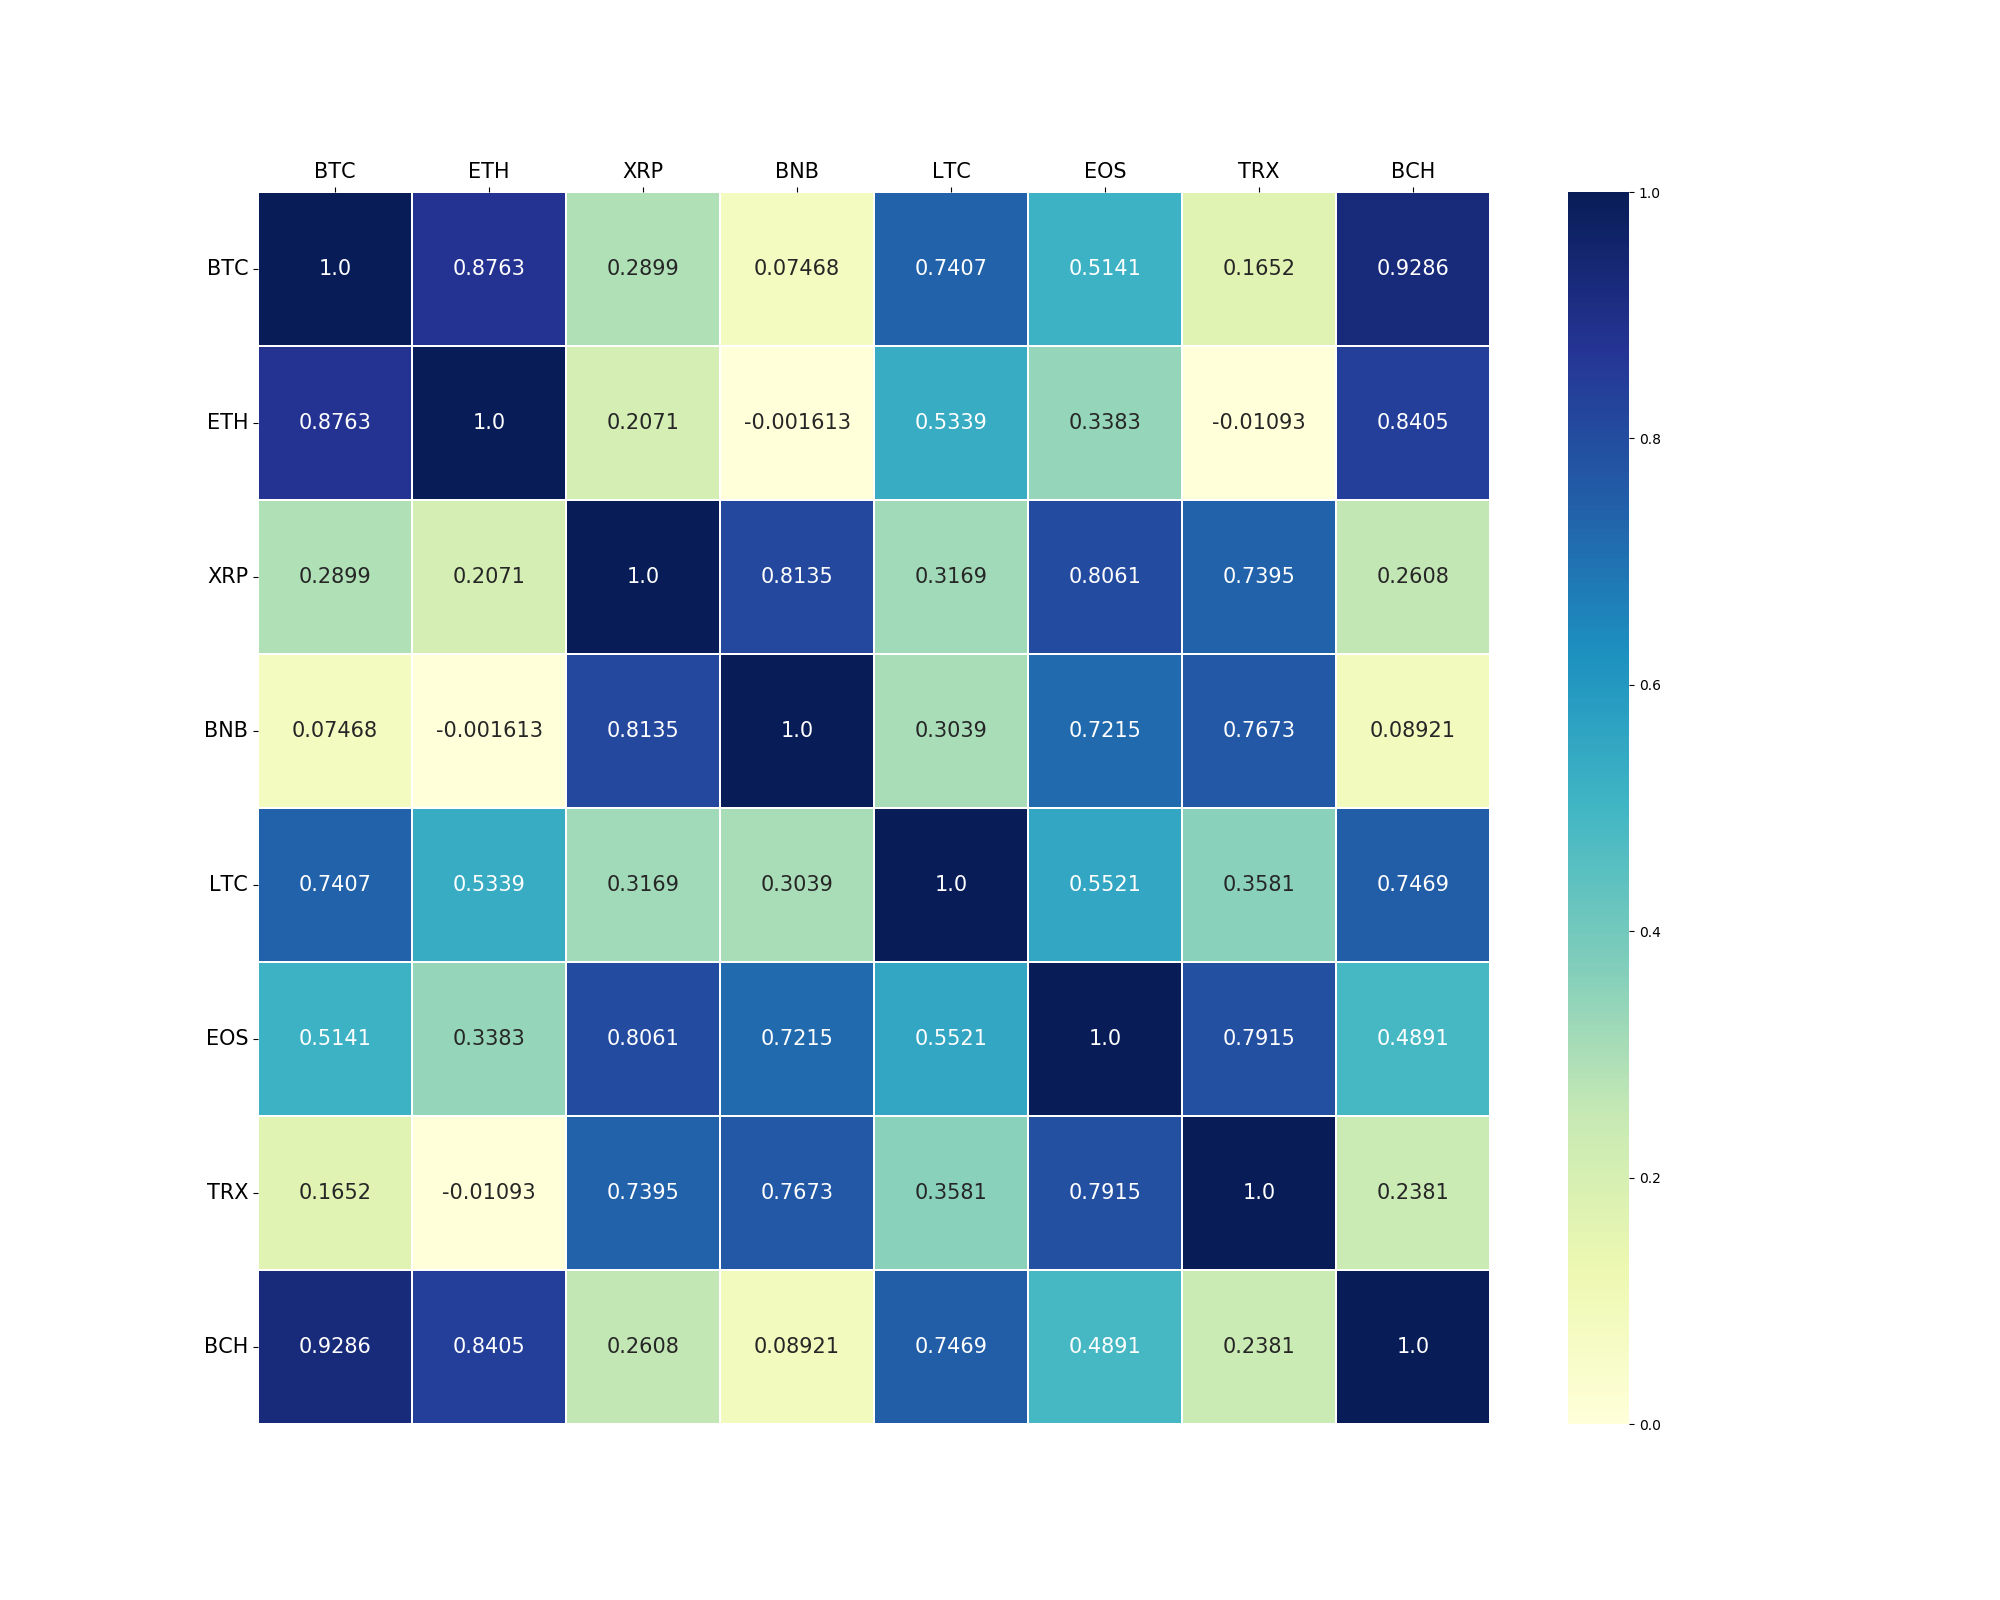 BTC ETH XRP BNB LTC EOS TRX BCH
BTC 1.0 0.8763 0.2899 0.07468 0.7407 0.5141 0.1652 0.9286
ETH 0.8763 1.0 0.2071 -0.001613 0.5339 0.3383 -0.01093 0.8405
XRP 0.2899 0.2071 1.0 0.8135 0.3169 0.8061 0.7395 0.2608
BNB 0.07468 -0.001613 0.8135 1.0 0.3039 0.7215 0.7673 0.08921
LTC 0.7407 0.5339 0.3169 0.3039 1.0 0.5521 0.3581 0.7469
EOS 0.5141 0.3383 0.8061 0.7215 0.5521 1.0 0.7915 0.4891
TRX 0.1652 -0.01093 0.7395 0.7673 0.3581 0.7915 1.0 0.2381
BCH 0.9286 0.8405 0.2608 0.08921 0.7469 0.4891 0.2381 1.0
1.0
0.8
0.6
0.4
0.2
0.0